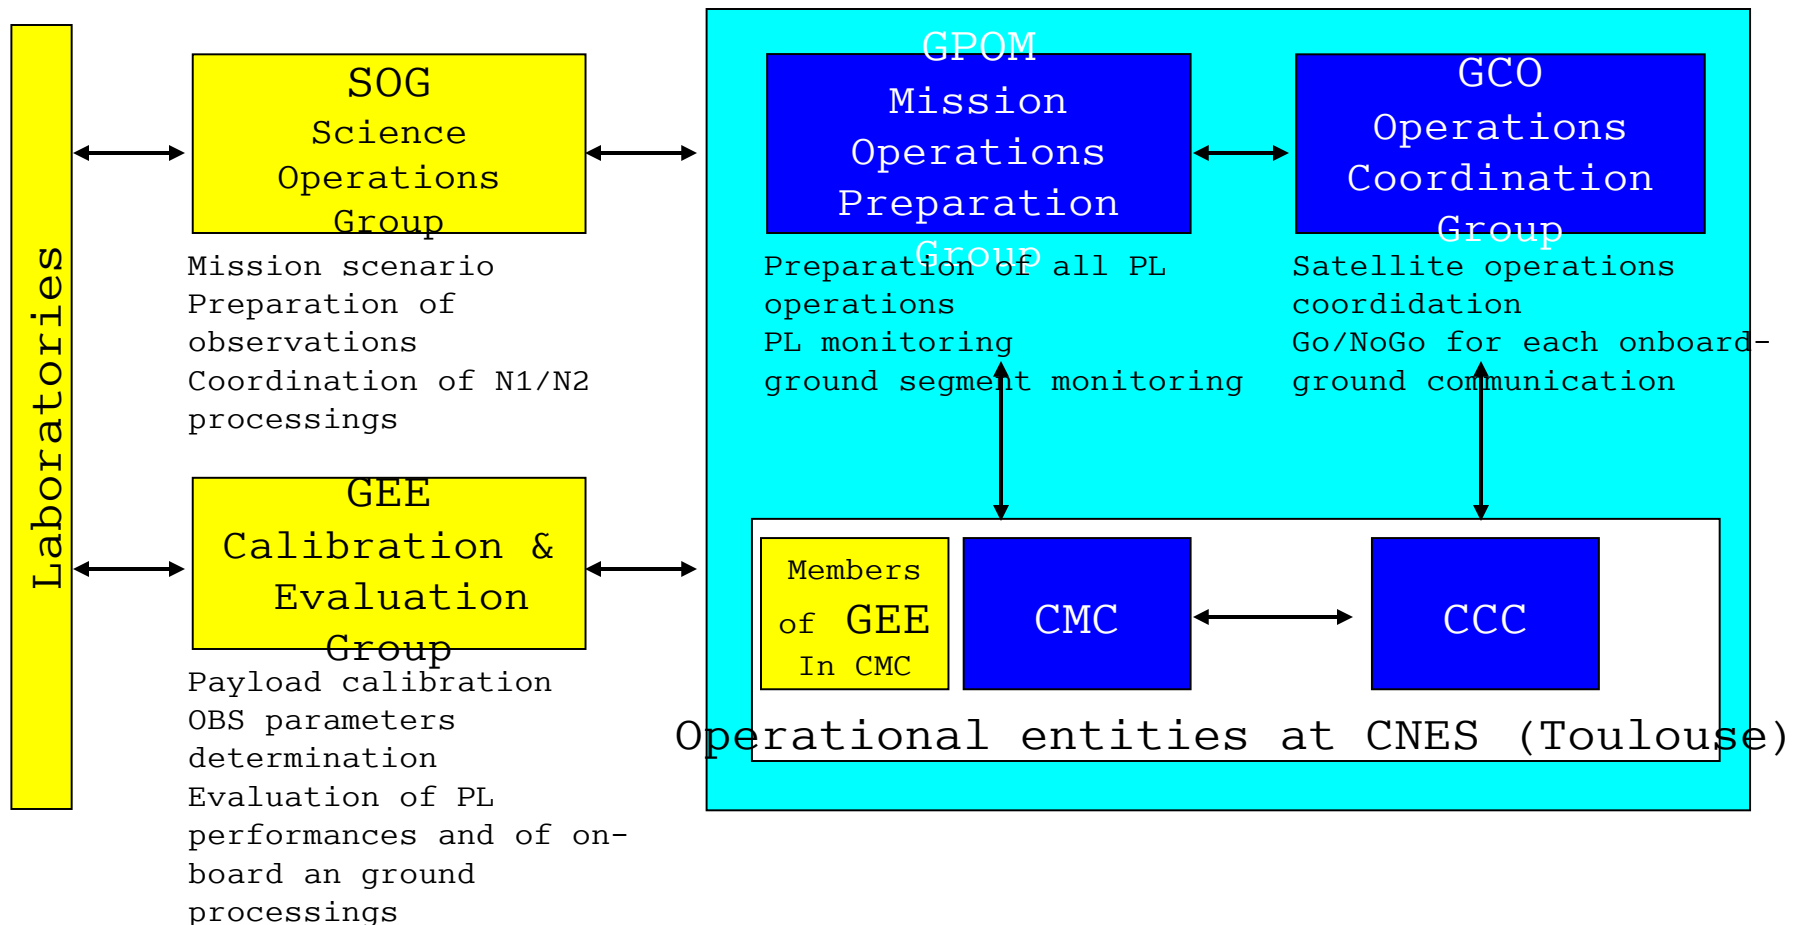 Laboratories
SOG
Science
Operations
Group
Mission scenario
Preparation of
observations
Coordination of N1/N2
processings
GEE
Calibration &
Evaluation
Group
Payload calibration
OBS parameters
determination
Evaluation of PL
performances and of on-
board an ground
processings
GPOM
Mission
Operations
Preparation
Group
Preparation of all PL
operations
PL monitoring
ground segment monitoring
GCO
Operations
Coordination
Group
Satellite operations
coordidation
Go/NoGo for each onboard-
ground communication
Members
of GEE
In CMC
CMC
CCC
Operational entities at CNES (Toulouse)